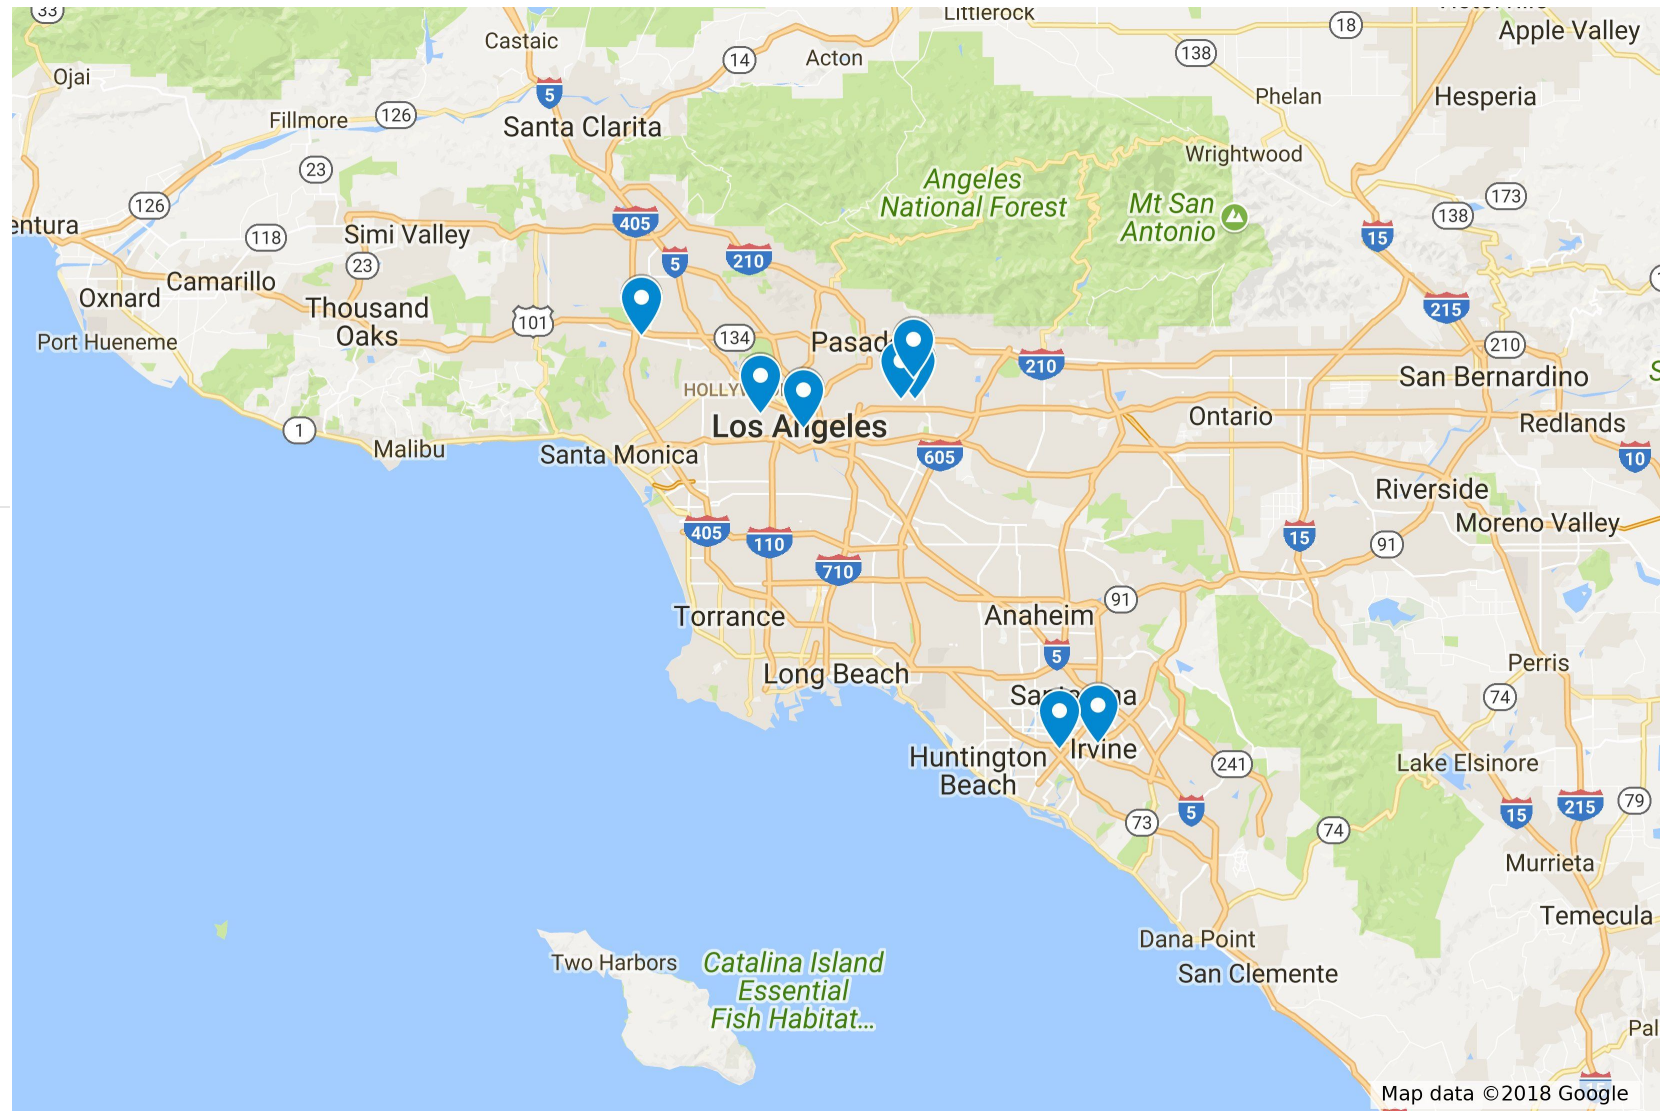 33
Castaic
14
Acton
Littlerock
138
18
Apple Valley
Ojai
5
Phelan
Hesperia
Fillmore
126
Santa Clarita
Wrightwood
23
Angeles
National Forest
Mt San
Antonio
173
138
126
entura
118
Simi Valley
405
15
23
5
210
Camarillo
Oxnard
Thousand
Oaks
101
215
Port Hueneme
134
Pasad
210
210
San Bernardino
HOLLYW
Ontario
Redlands
1
Los Angeles
Malibu
Santa Monica
605
10
Riverside
Moreno Valley
405
110
15
91
710
Torrance
Anaheim
91
5
Long Beach
Perris
74
Irvine
Huntington
Beach
241
Lake Elsinore
5
15
215
79
73
74
Murrieta
Temecula
Dana Point
San Clemente
Two Harbors
Catalina Island
Essential
Fish Habitat...
Pal
Map data ©2018 Google